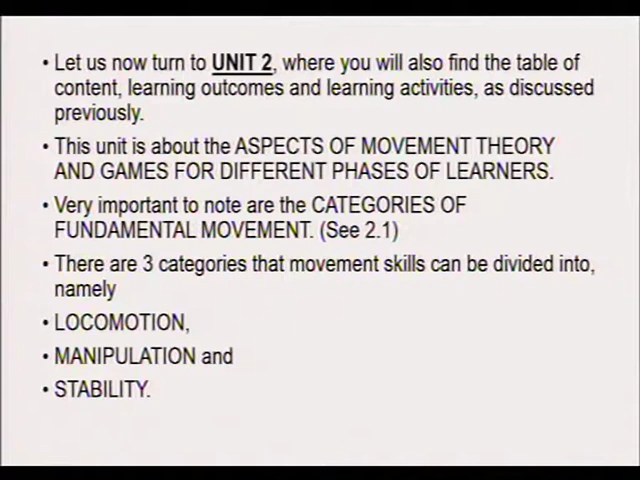 • Let us now turn to UNIT 2, where you will also find the table of
content, learning outcomes and learning activities, as discussed
previously.
• This unit is about the ASPECTS OF MOVEMENT THEORY
AND GAMES FOR DIFFERENT PHASES OF LEARNERS.
• Very important to note are the CATEGORIES OF
FUNDAMENTAL MOVEMENT. (See 2.1)
• There are 3 categories that movement skills can be divided into,
namely
• LOCOMOTION,
• MANIPULATION and
• STABILITY.